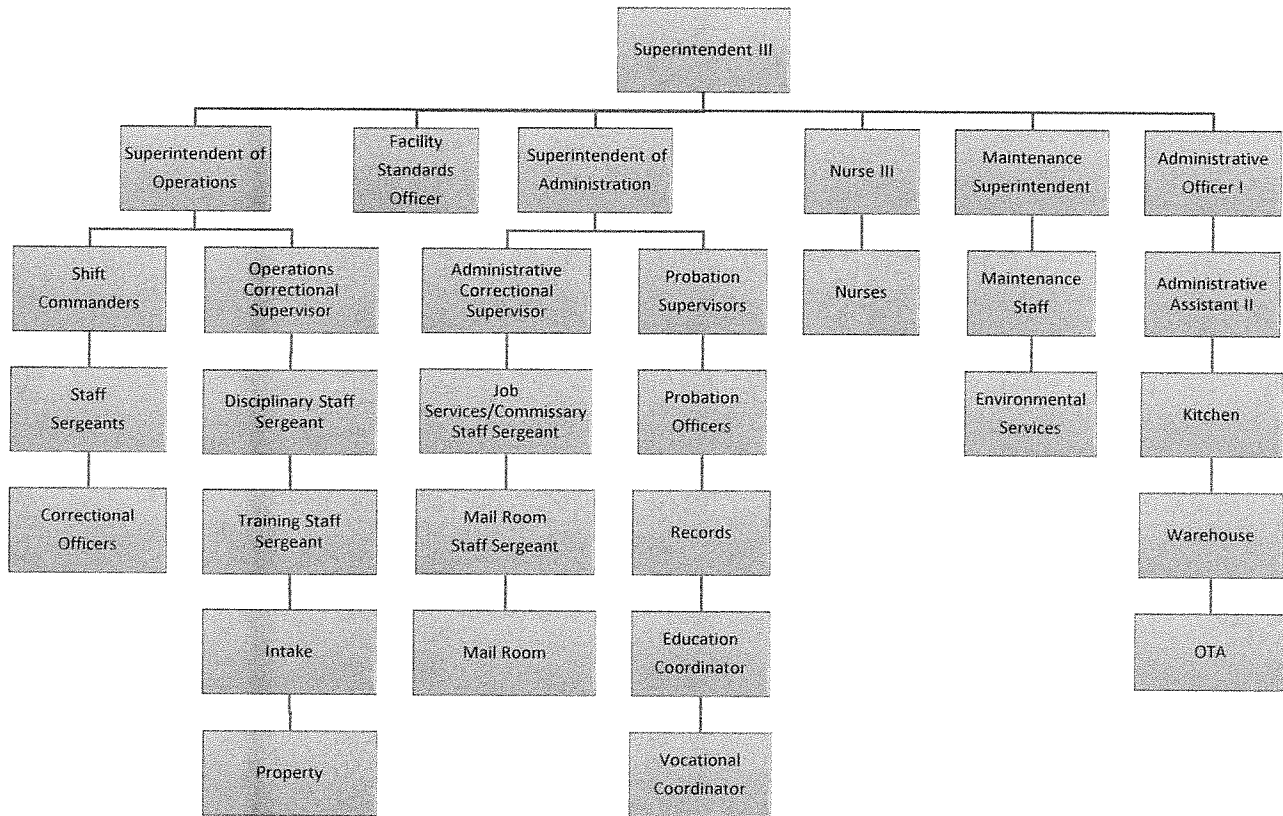 Superintendent III
Superintendent of
Operations
Facility
Standards
Officer
Superintendent of
Administration
Nurse III
Maintenance
Superintendent
Administrative
Officer I
Shift
Commanders
Operations
Correctional
Supervisor
Administrative
Correctional
Supervisor
Probation
Supervisors
Nurses
Maintenance
Staff
Administrative
Assistant II
Staff
Sergeants
Disciplinary Staff
Sergeant
Job
Services/Commissary
Staff Sergeant
Probation
Officers
Environmental
Services
Kitchen
Correctional
Officers
Training Staff
Sergeant
Mail Room
Staff Sergeant
Records
Warehouse
Intake
Mail Room
Education
Coordinator
OTA
Property
Vocational
Coordinator